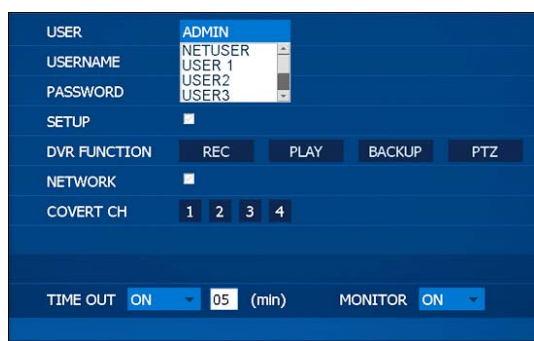 USER ADMIN
NETUSER
USERNAME USER 1
USER2
PASSWORD USER3
SETUP
DVR FUNCTION REC PLAY BACKUP PTZ
NETWORK
COVERT CH 1 2 3 4
TIME OUT ON 05 (min) MONITOR ON